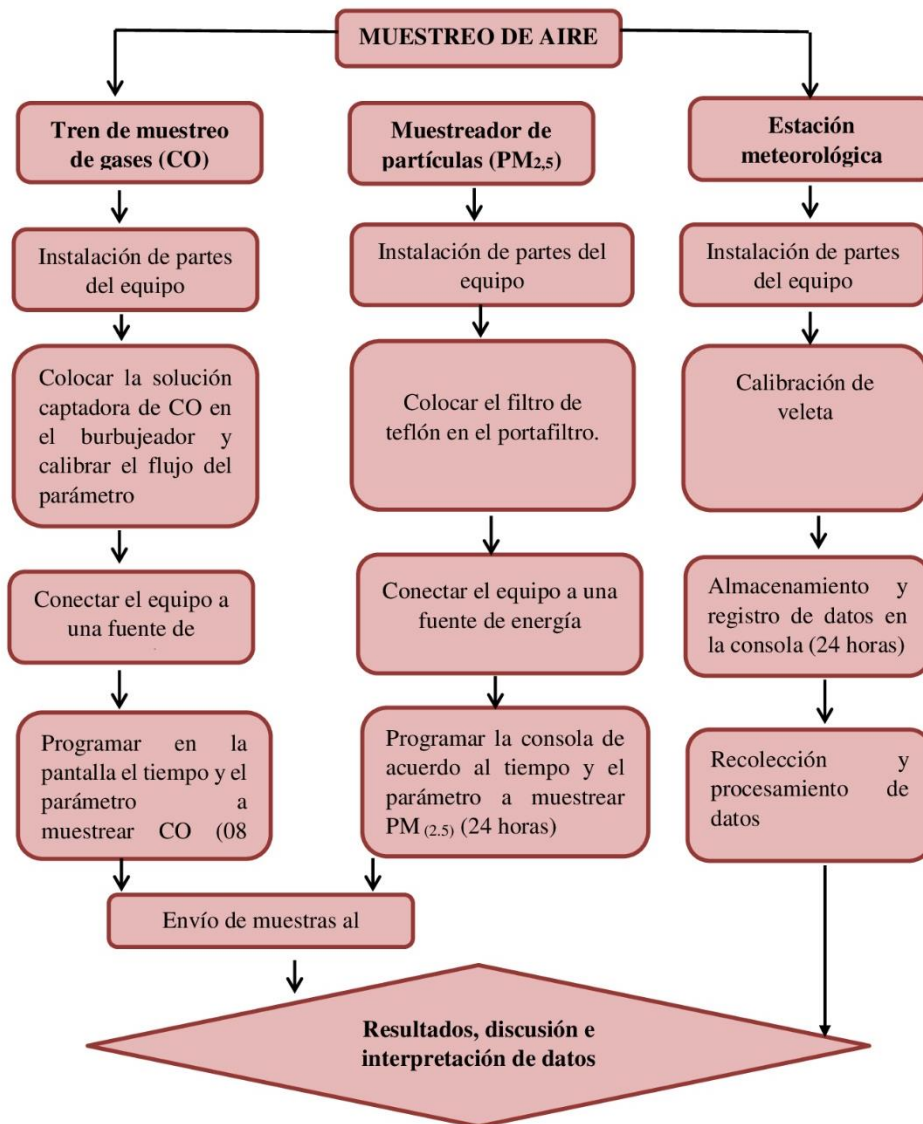 MUESTREO DE AIRE
Tren de muestreo
de gases (CO)
Instalación de partes
del equipo
Colocar la solución
captadora de CO en
el burbujeador y
calibrar el flujo del
parámetro
Conectar el equipo a
una fuente de
Programar en la
pantalla el tiempo y el
parámetro a
muestrear CO (08
Muestreador de
partículas (PM2,5)
Instalación de partes del
equipo
Colocar el filtro de
teflón en el portafiltro.
Conectar el equipo a una
fuente de energía
Programar la consola de
acuerdo al tiempo y el
parámetro a muestrear
PM (2.5) (24 horas)
Envío de muestras al
Estación
meteorológica
Instalación de partes
del equipo
Calibración de
veleta
Almacenamiento y
registro de datos en
la consola (24 horas)
Recolección y
procesamiento de
datos
Resultados, discusión e
interpretación de datos